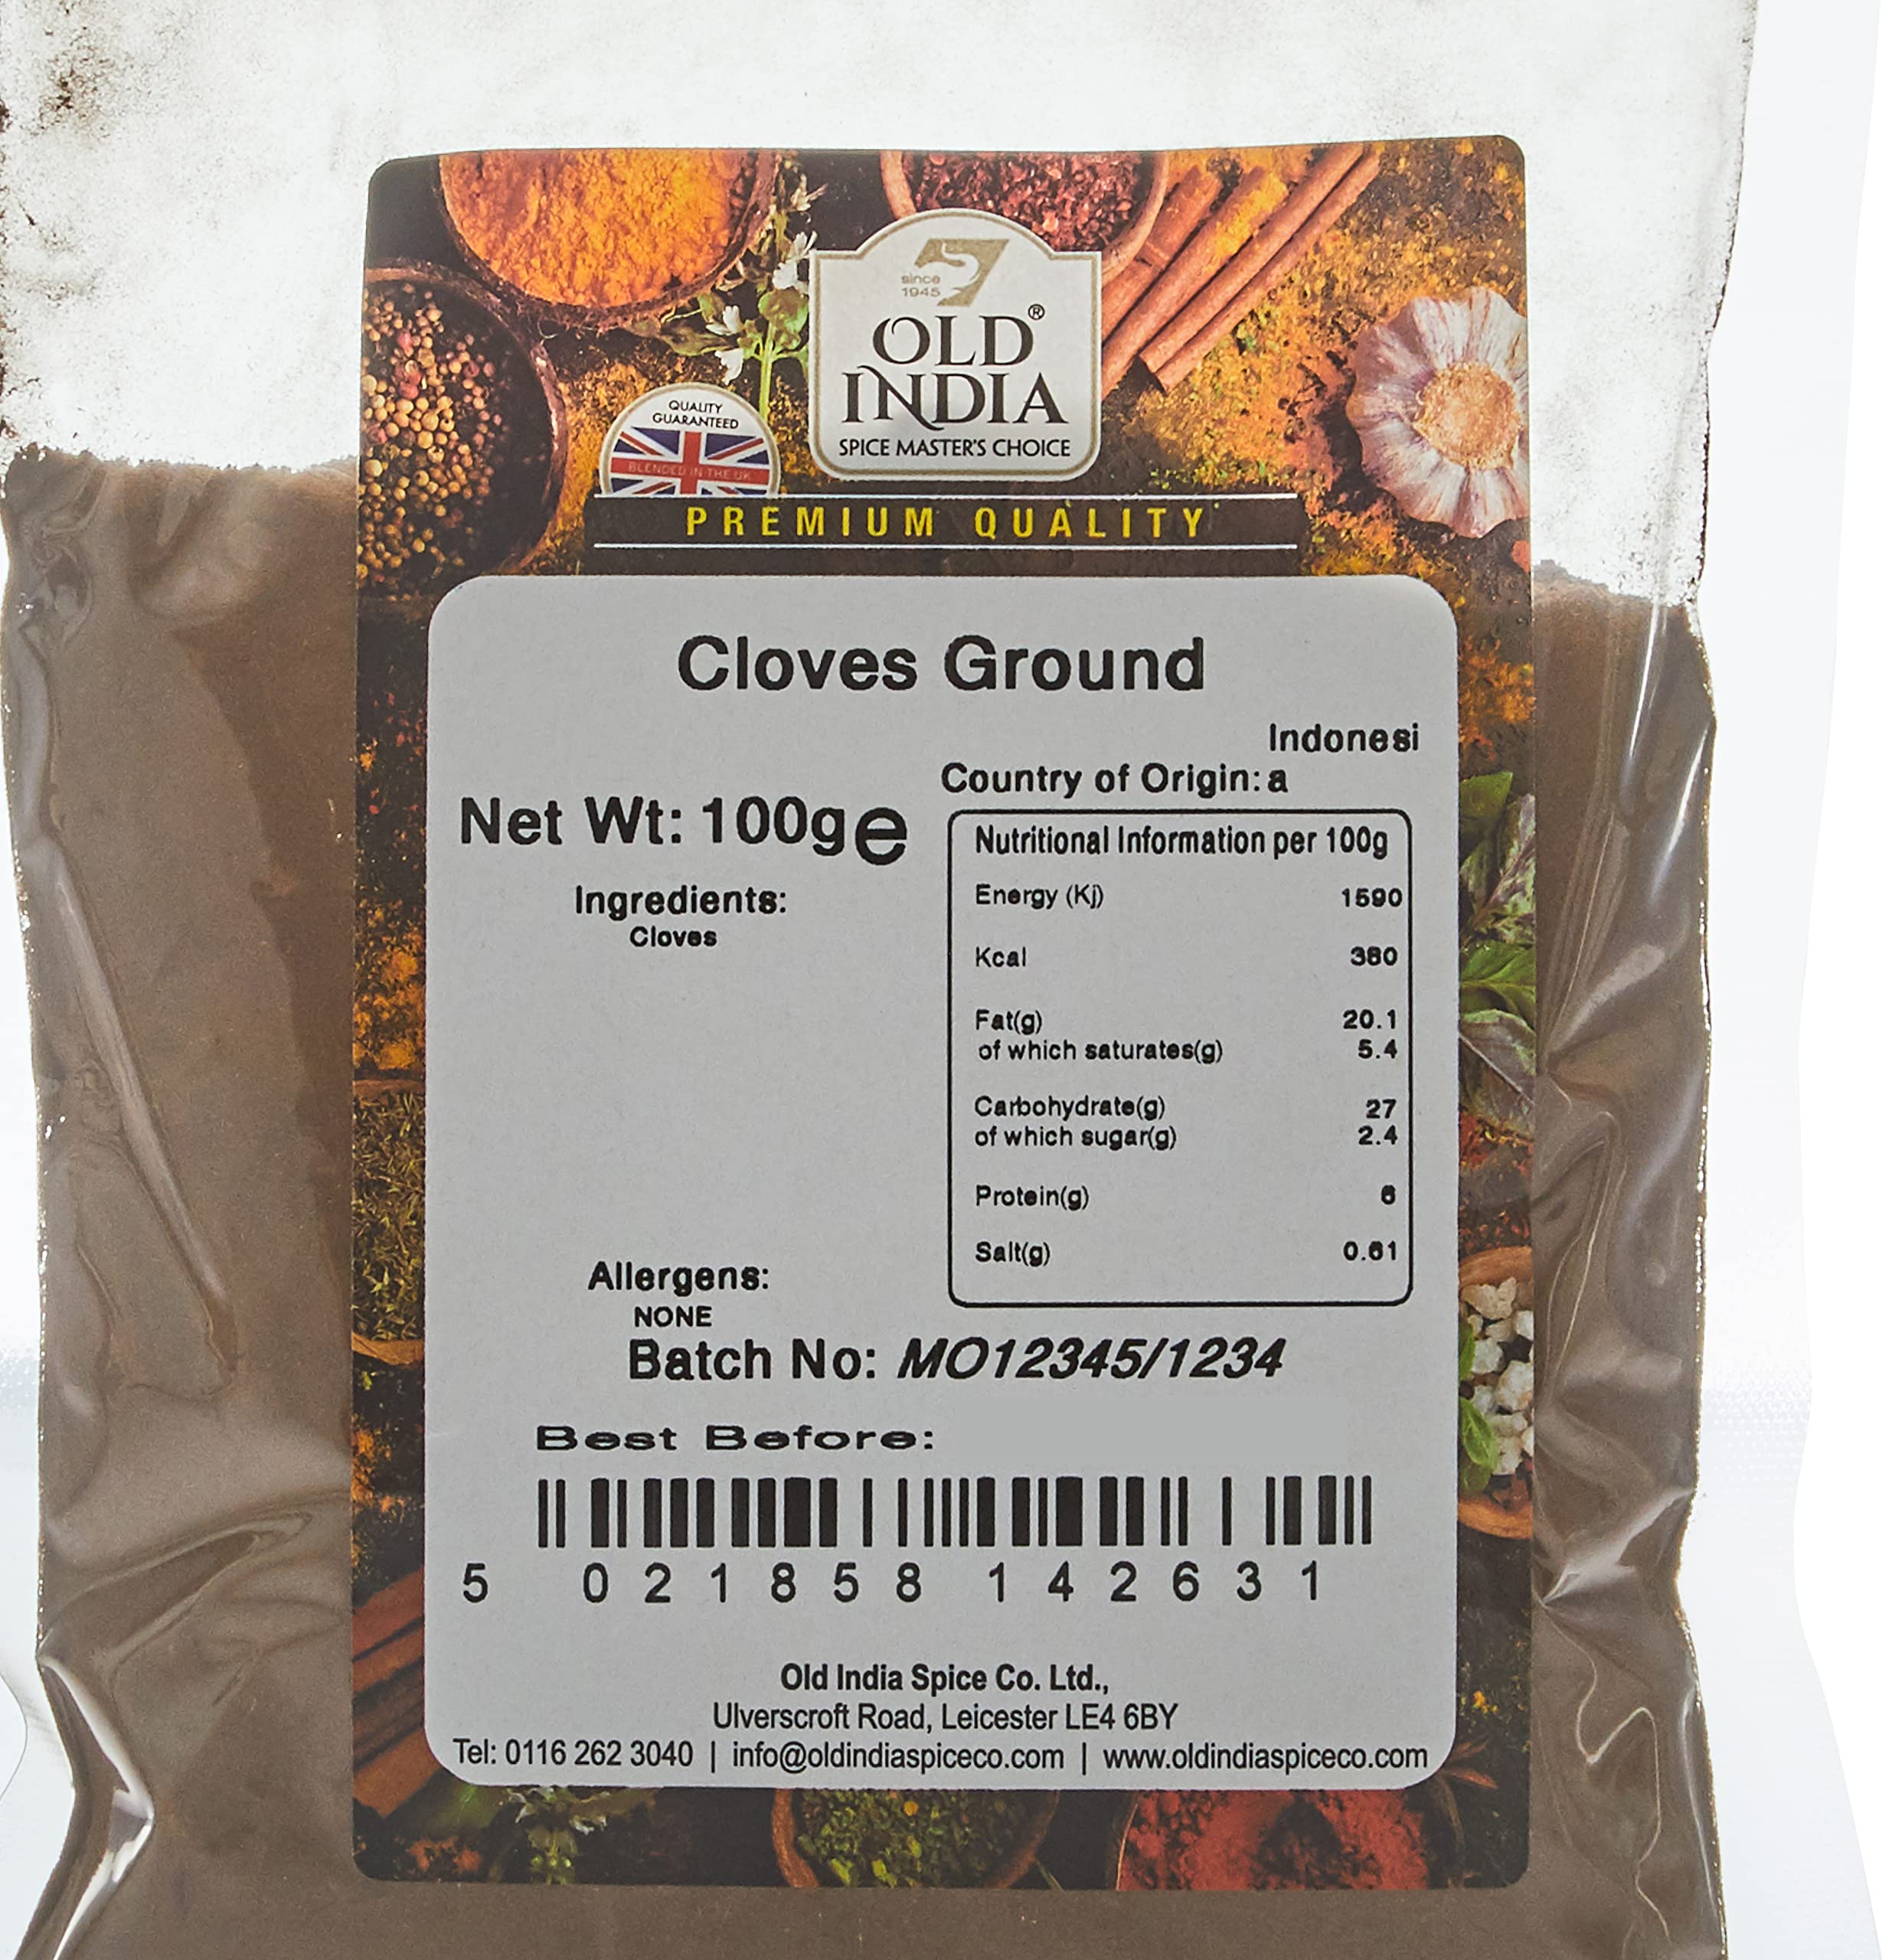 since
1945
OLD®
INDIA
SPICE MASTER'S CHOICE
QUALITY
GUARANTEED
BLENDED IN THE UK
PREMIUM QUALITY
Cloves Ground
Indonesi
Country of Origin: a
Net Wt: 100g e
Nutritional Information per 100g
Ingredients:
Cloves
Energy (Kj) 1590
Kcal 380
Fat(g) 20.1
of which saturates(g) 5.4
Carbohydrate(g) 27
of which sugar(g) 2.4
Protein(g) 6
Salt(g) 0.61
Allergens:
NONE
Batch No: MO12345/1234
Best Before:
5 021858 142631
Old India Spice Co. Ltd.,
Ulverscroft Road, Leicester LE4 6BY
Tel: 0116 262 3040 | info@oldindiaspiceco.com | www.oldindiaspiceco.com